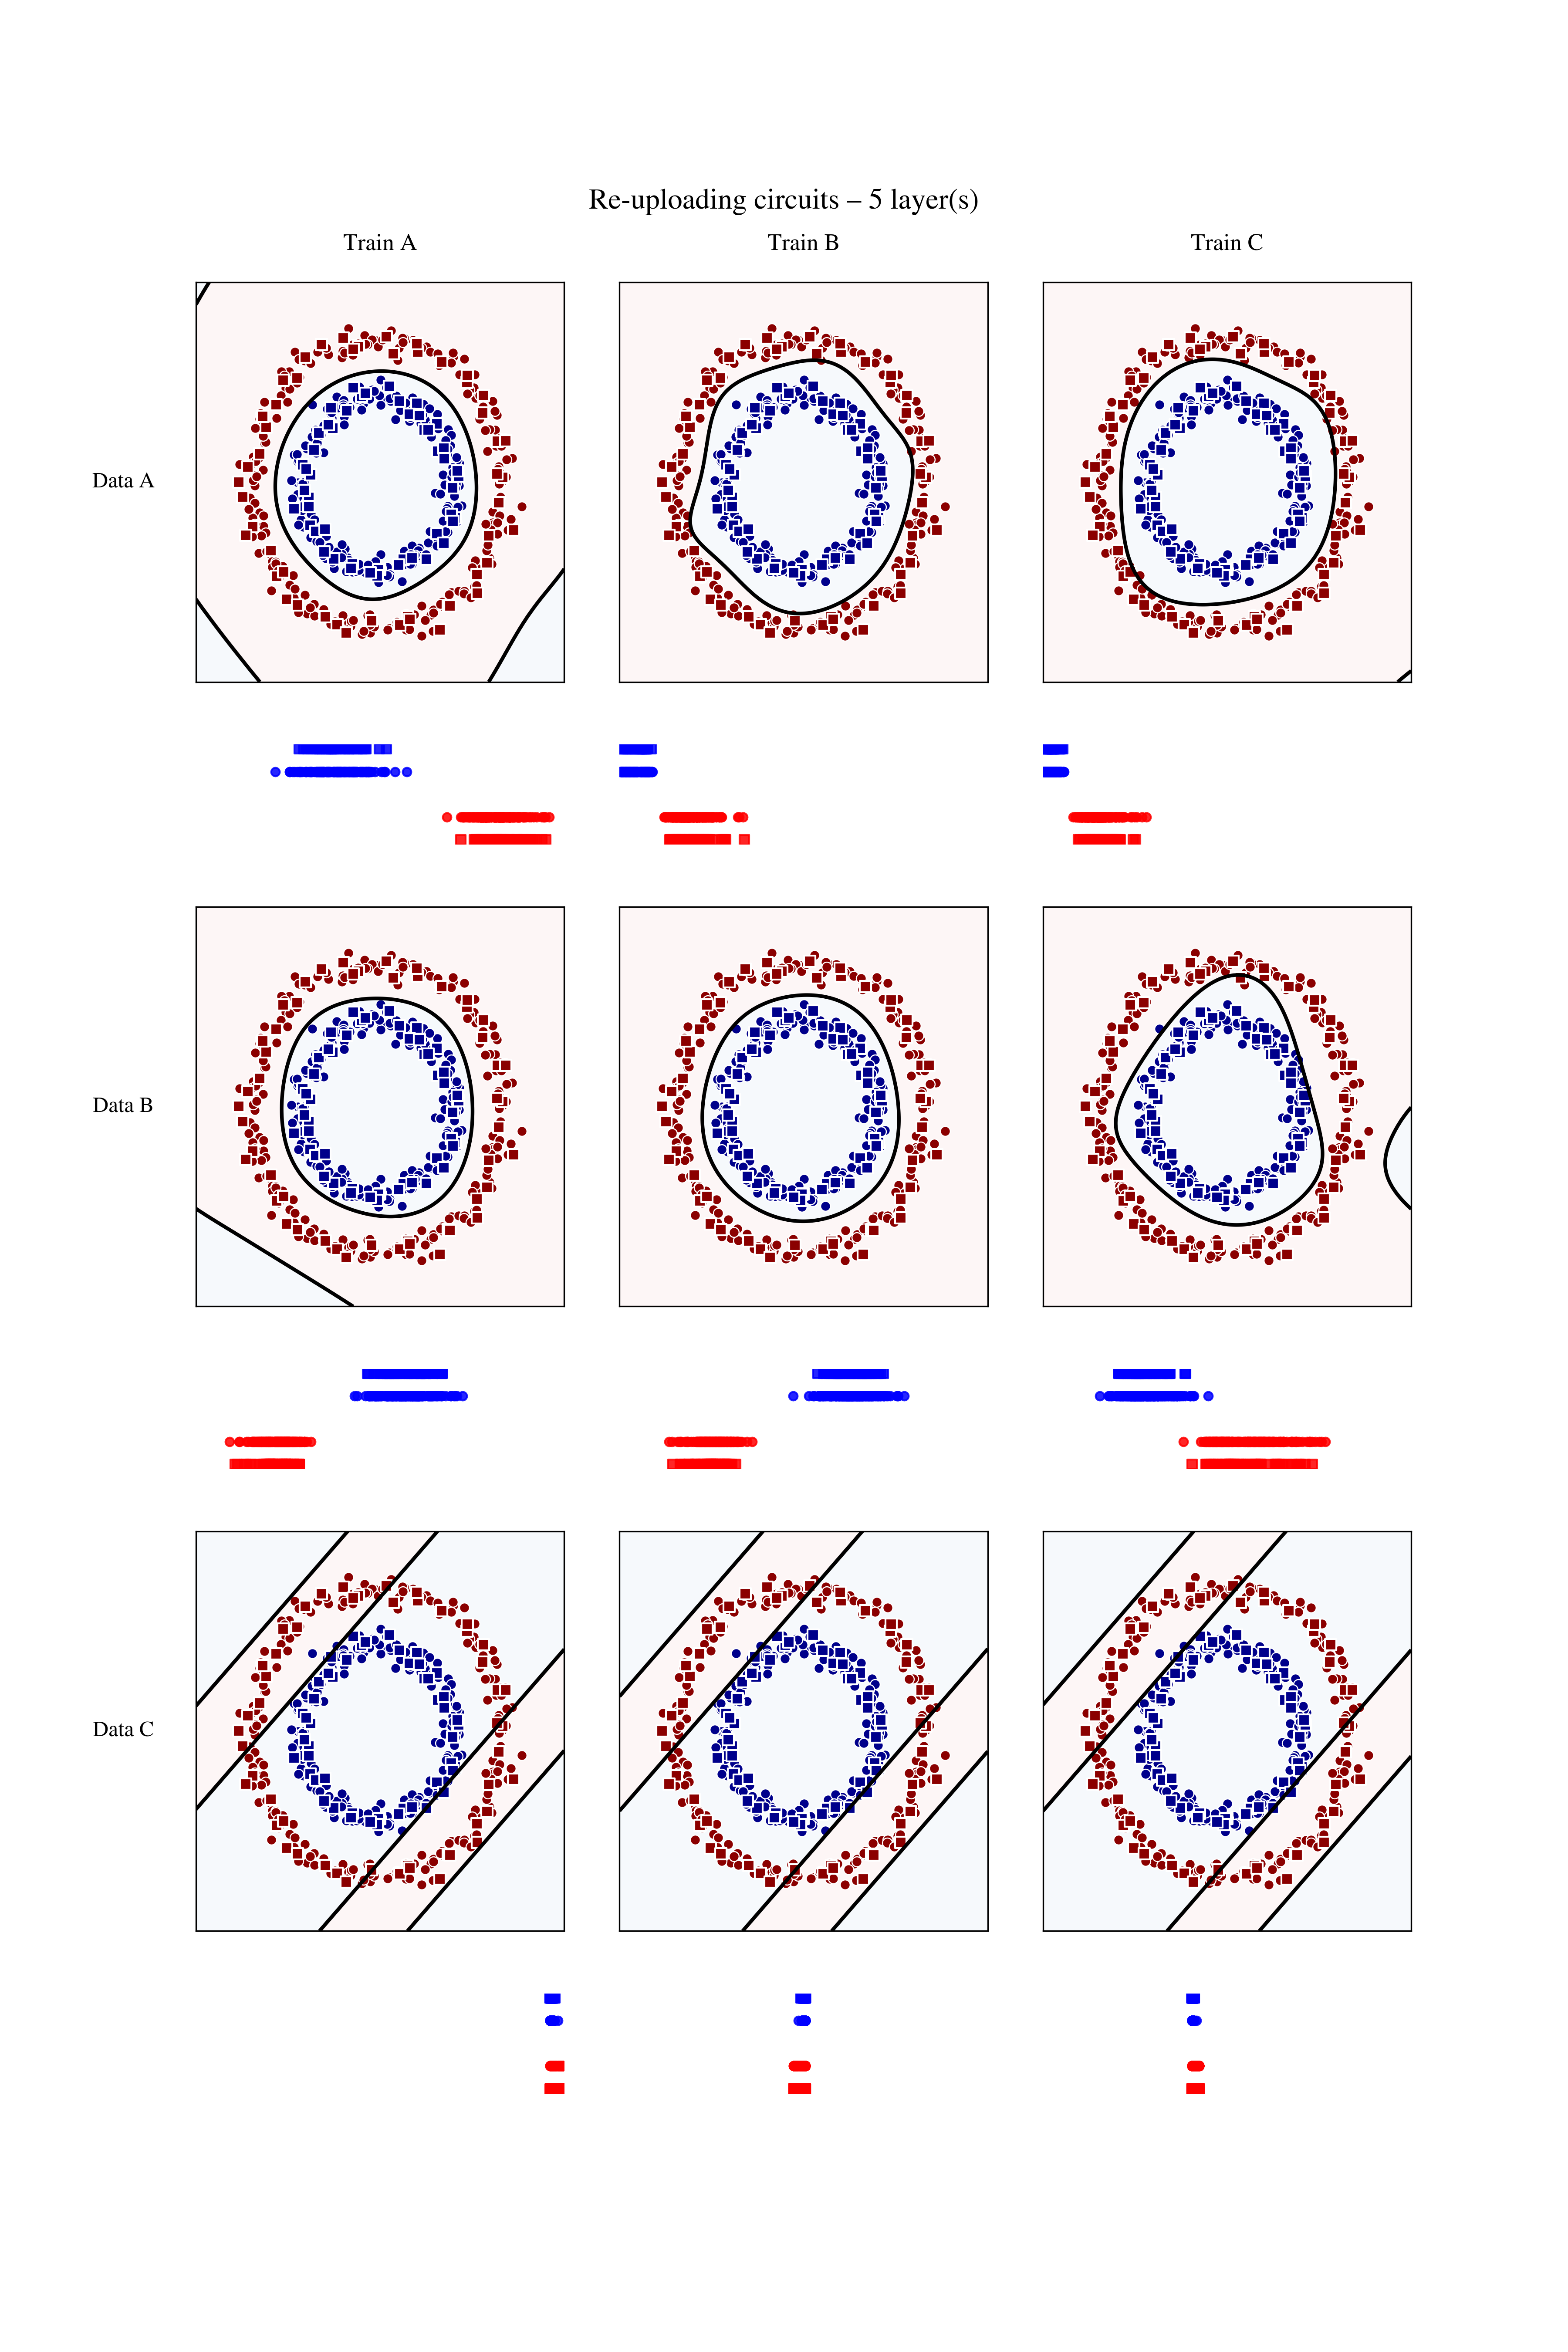 Re-uploading circuits – 5 layer(s)
Train A
Train B
Train C
Data A
Data B
Data C